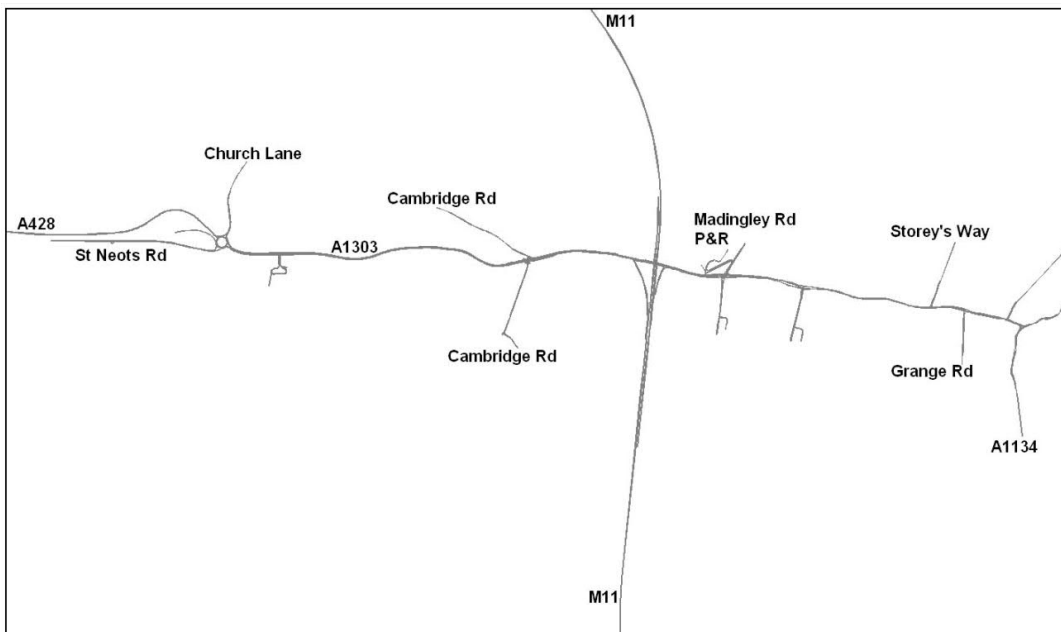 M11
Church Lane
Cambridge Rd
A428
Madingley Rd
P&R
Storey's Way
St Neots Rd
A1303
Cambridge Rd
Grange Rd
A1134
M11